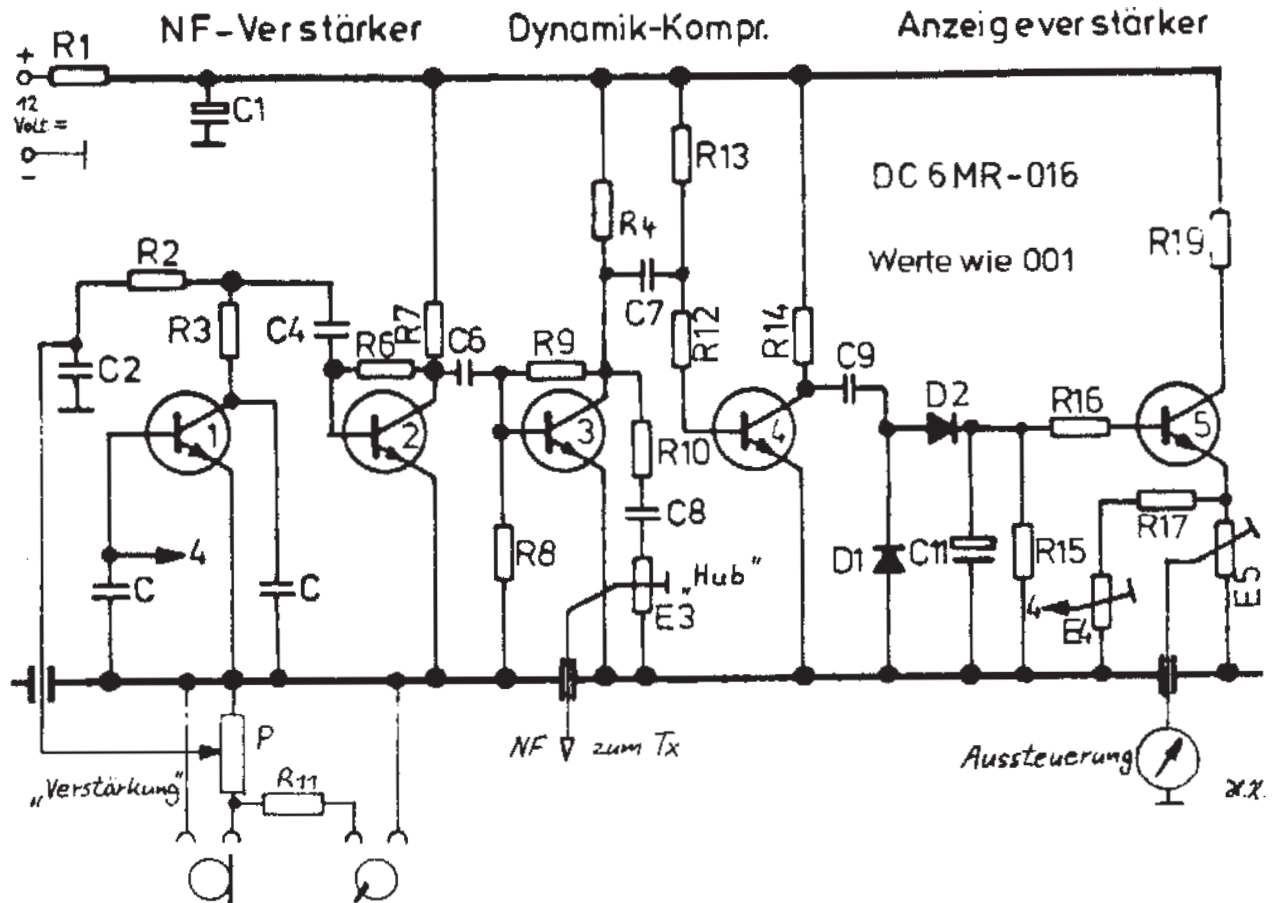 NF-Verstärker
Dynamik-Kompr.
Anzeigeverstärker
+
R1
12
Volt =
-
C1
R13
DC 6MR-016
R4
R19
R2
Werte wie 001
R3
C4
C7
R7
R12
R14
C2
R6
C6
R9
C9
D2
R16
1
2
3
4
5
R10
C8
R17
4
R8
D1
C11
R15
C
C
„Hub"
E3
4
E4
E5
P
NF
zum Tx
Aussteuerung
„Verstärkung"
R11